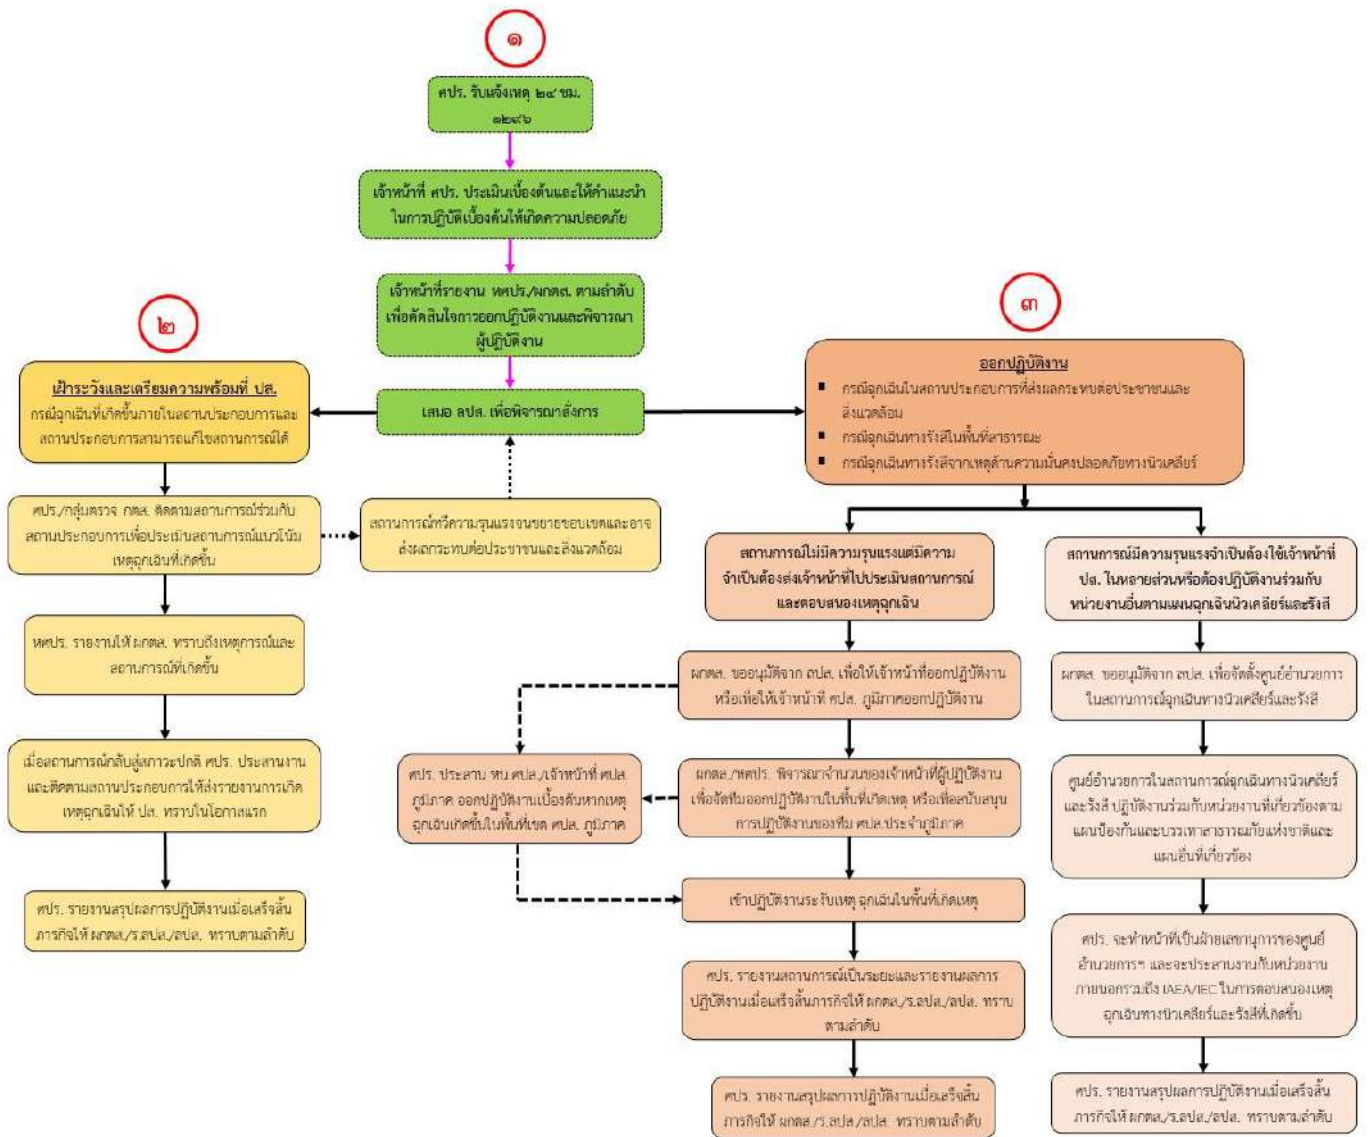 ๑
ศปร. รับแจ้งเหตุ ๒๔ ชม.
๑๒๙๖
เจ้าหน้าที่ ศปร. ประเมินเบื้องต้นและให้คำแนะนำ
ในการปฏิบัติเบื้องต้นให้เกิดความปลอดภัย
เจ้าหน้าที่รายงาน หศปร./ผกตส. ตามลำดับ
เพื่อตัดสินใจการออกปฏิบัติงานและพิจารณา
ผู้ปฏิบัติงาน
เสนอ ลปส. เพื่อพิจารณาสั่งการ
๒
เฝ้าระวังและเตรียมความพร้อมที่ ปส.
กรณีฉุกเฉินที่เกิดขึ้นภายในสถานประกอบการและ
สถานประกอบการสามารถแก้ไขสถานการณ์ได้
ศปร./กลุ่มตรวจ กตส. ติดตามสถานการณ์ร่วมกับ
สถานประกอบการเพื่อประเมินสถานการณ์แนวโน้ม
เหตุฉุกเฉินที่เกิดขึ้น
สถานการณ์ทวีความรุนแรงจนขยายขอบเขตและอาจ
ส่งผลกระทบต่อประชาชนและสิ่งแวดล้อม
หศปร. รายงานให้ ผกตส. ทราบถึงเหตุการณ์และ
สถานการณ์ที่เกิดขึ้น
เมื่อสถานการณ์กลับสู่สภาวะปกติ ศปร. ประสานงาน
และติดตามสถานประกอบการให้ส่งรายงานการเกิด
เหตุฉุกเฉินให้ ปส. ทราบในโอกาสแรก
ศปร. รายงานสรุปผลการปฏิบัติงานเมื่อเสร็จสิ้น
ภารกิจให้ ผกตส./ร.ลปส./ลปส. ทราบตามลำดับ
๓
ออกปฏิบัติงาน
▪ กรณีฉุกเฉินในสถานประกอบการที่ส่งผลกระทบต่อประชาชนและ
สิ่งแวดล้อม
▪ กรณีฉุกเฉินทางรังสีในพื้นที่สาธารณะ
▪ กรณีฉุกเฉินทางรังสีจากเหตุด้านความมั่นคงปลอดภัยทางนิวเคลียร์
สถานการณ์ไม่มีความรุนแรงแต่มีความ
จำเป็นต้องส่งเจ้าหน้าที่ไปประเมินสถานการณ์
และตอบสนองเหตุฉุกเฉิน
ผกตส. ขออนุมัติจาก ลปส. เพื่อให้เจ้าหน้าที่ออกปฏิบัติงาน
หรือเพื่อให้เจ้าหน้าที่ ศปส. ภูมิภาคออกปฏิบัติงาน
ศปร. ประสาน หน.ศปส./เจ้าหน้าที่ ศปส.
ภูมิภาค ออกปฏิบัติงานเบื้องต้นหากเหตุ
ฉุกเฉินเกิดขึ้นในพื้นที่เขต ศปส. ภูมิภาค
ผกตส./หศปร. พิจารณาจำนวนของเจ้าหน้าที่ผู้ปฏิบัติงาน
เพื่อจัดทีมออกปฏิบัติงานในพื้นที่เกิดเหตุ หรือเพื่อสนับสนุน
การปฏิบัติงานของทีม ศปส.ประจำภูมิภาค
เข้าปฏิบัติงานระงับเหตุ ฉุกเฉินในพื้นที่เกิดเหตุ
ศปร. รายงานสถานการณ์เป็นระยะและรายงานผลการ
ปฏิบัติงานเมื่อเสร็จสิ้นภารกิจให้ ผกตส./ร.ลปส./ลปส. ทราบ
ตามลำดับ
ศปร. รายงานสรุปผลการปฏิบัติงานเมื่อเสร็จสิ้น
ภารกิจให้ ผกตส./ร.ลปส./ลปส. ทราบตามลำดับ
สถานการณ์มีความรุนแรงจำเป็นต้องใช้เจ้าหน้าที่
ปส. ในหลายส่วนหรือต้องปฏิบัติงานร่วมกับ
หน่วยงานอื่นตามแผนฉุกเฉินนิวเคลียร์และรังสี
ผกตส. ขออนุมัติจาก ลปส. เพื่อจัดตั้งศูนย์อำนวยการ
ในสถานการณ์ฉุกเฉินทางนิวเคลียร์และรังสี
ศูนย์อำนวยการในสถานการณ์ฉุกเฉินทางนิวเคลียร์
และรังสี ปฏิบัติงานร่วมกับหน่วยงานที่เกี่ยวข้องตาม
แผนป้องกันและบรรเทาสาธารณภัยแห่งชาติและ
แผนอื่นที่เกี่ยวข้อง
ศปร. จะทำหน้าที่เป็นฝ่ายเลขานุการของศูนย์
อำนวยการฯ และจะประสานงานกับหน่วยงาน
ภายนอกรวมถึง IAEA/IEC ในการตอบสนองเหตุ
ฉุกเฉินทางนิวเคลียร์และรังสีที่เกิดขึ้น
ศปร. รายงานสรุปผลการปฏิบัติงานเมื่อเสร็จสิ้น
ภารกิจให้ ผกตส./ร.ลปส./ลปส. ทราบตามลำดับ